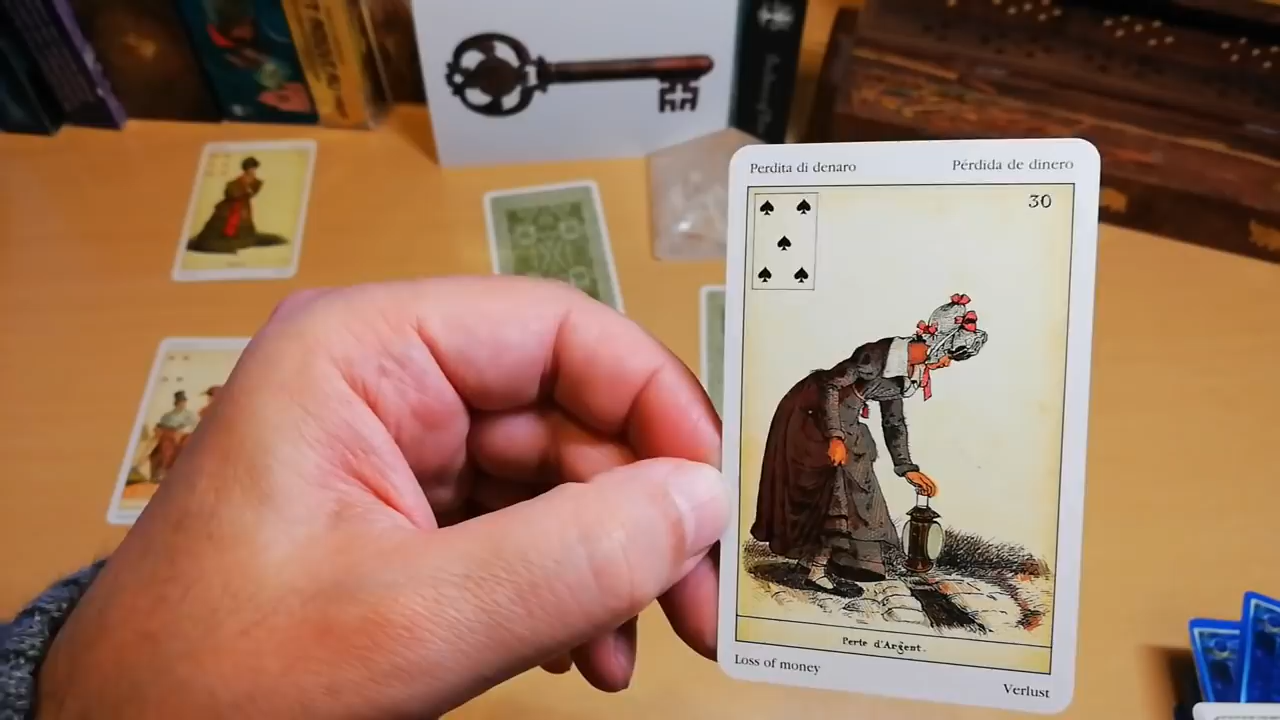 Perdita di denaro
Pérdida de dinero
30
Perte d'Argent.
Loss of money
Verlust